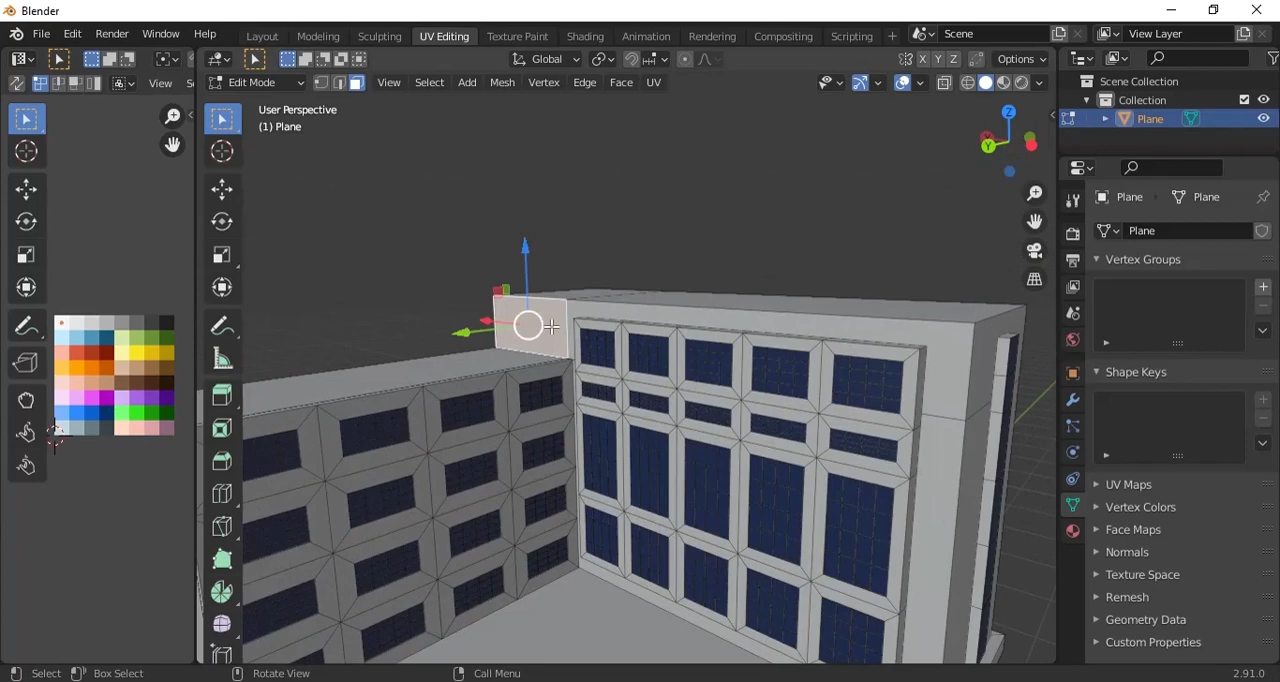 Blender
File Edit Render Window Help Layout Modeling Sculpting UV Editing Texture Paint Shading Animation Rendering Compositing Scripting + Scene View Layer
Global X Y Z Options
View Edit Mode View Select Add Mesh Vertex Edge Face UV
Scene Collection
Collection
Plane
User Perspective
(1) Plane
Z
Y
Plane Plane
Plane
Vertex Groups
Shape Keys
UV Maps
Vertex Colors
Face Maps
Normals
Texture Space
Remesh
Geometry Data
Custom Properties
Select Box Select Rotate View Call Menu 2.91.0